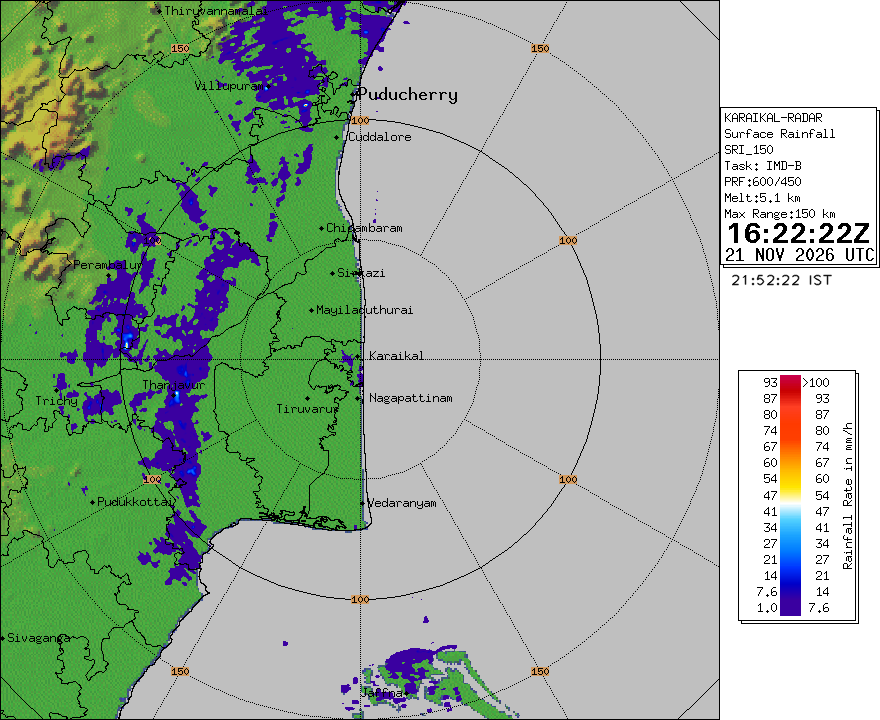 Thiruvannamalai
150
150
Villupuram
Puducherry
100
Cuddalore
Chidambaram
100
Perambalur
Sirkazi
Mayiladuthurai
Karaikal
Thanjavur
Trichy
Tiruvarur
Nagapattinam
100
100
Pudukkottai
Vedaranyam
100
Sivaganga
150
150
Jaffna
KARAIKAL-RADAR
Surface Rainfall
SRI_150
Task: IMD-B
PRF:600/450
Melt:5.1 km
Max Range:150 km
16:22:22Z
21 NOV 2026 UTC
21:52:22 IST
93 >100
87 93
80 87
74 80
67 74
60 67
54 60
47 54
41 47
34 41
27 34
21 27
14 21
7.6 14
1.0 7.6
Rainfall Rate in mm/h